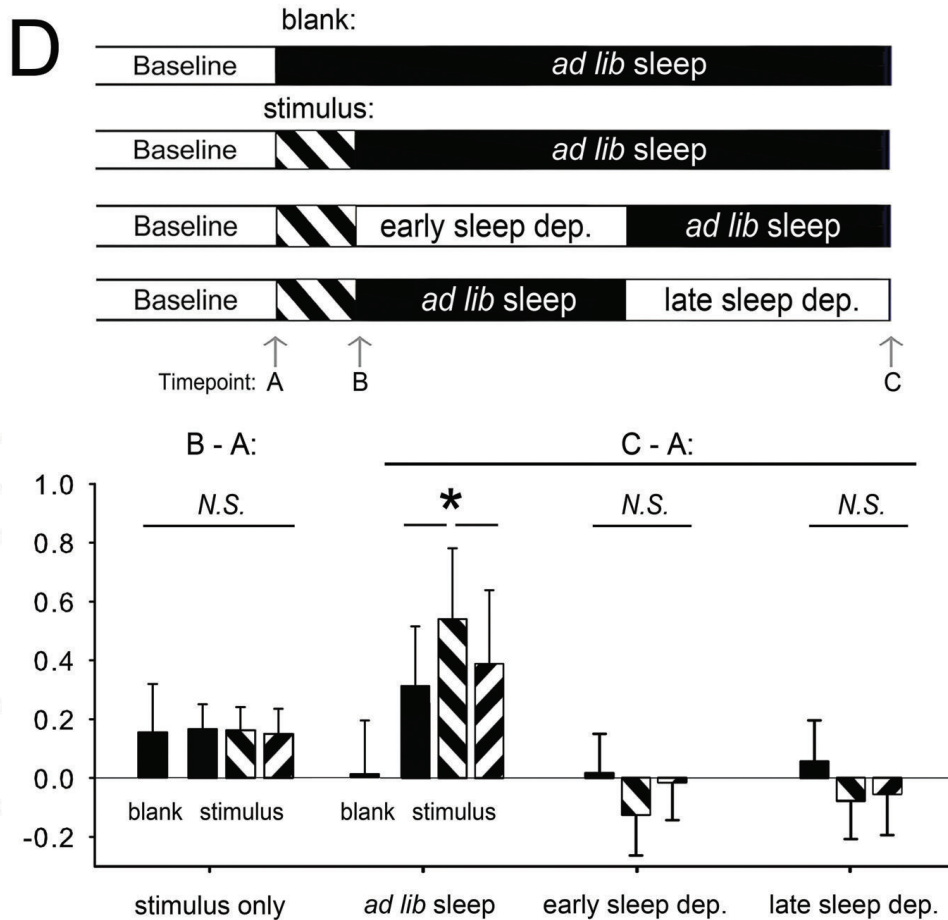 D
blank:
Baseline ad lib sleep
stimulus:
Baseline ad lib sleep
Baseline early sleep dep. ad lib sleep
Baseline ad lib sleep late sleep dep.
Timepoint: A B C
B - A: C - A:
1.0
N.S. * N.S. N.S.
0.8
0.6
0.4
0.2
0.0
blank stimulus blank stimulus
-0.2
stimulus only ad lib sleep early sleep dep. late sleep dep.